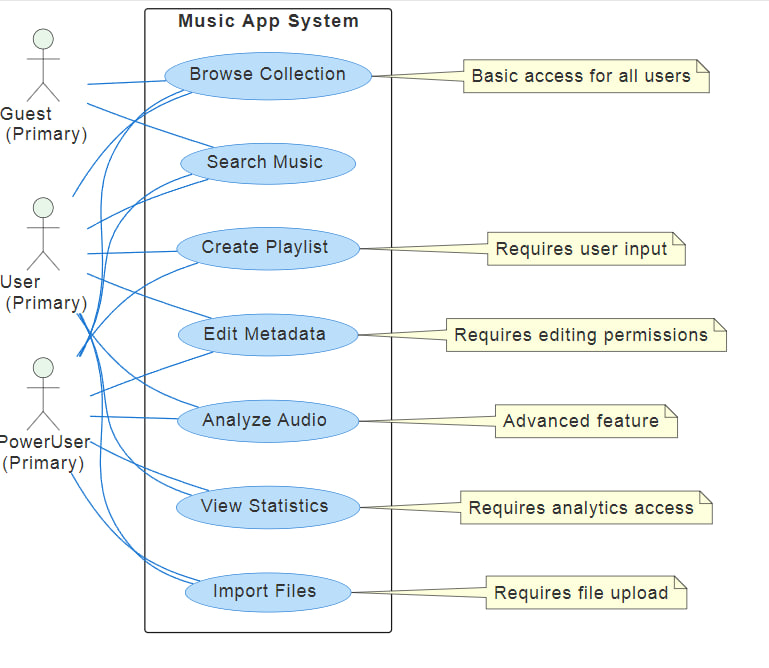 Music App System
Browse Collection
Basic access for all users
Guest
(Primary)
Search Music
Create Playlist
Requires user input
User
(Primary)
Edit Metadata
Requires editing permissions
Analyze Audio
Advanced feature
PowerUser
(Primary)
View Statistics
Requires analytics access
Import Files
Requires file upload